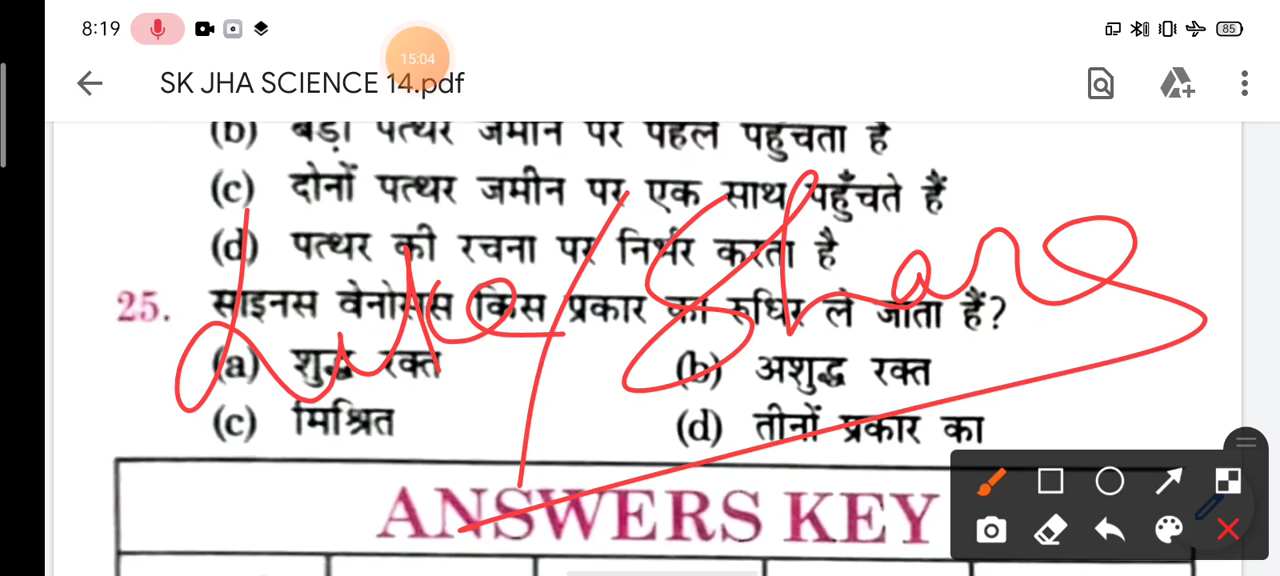 8:19
15:04
85
SK JHA SCIENCE 14.pdf
(b) बड़ा पत्थर जमीन पर पहले पहुँचता है
(c) दोनों पत्थर जमीन पर एक साथ पहुँचते हैं
(d) पत्थर की रचना पर निर्भर करता है
25. साइनस वेनोसस किस प्रकार का रुधिर ले जाता हैं?
(a) शुद्ध रक्त (b) अशुद्ध रक्त
(c) मिश्रित (d) तीनों प्रकार का
Like/Share
ANSWERS KEY